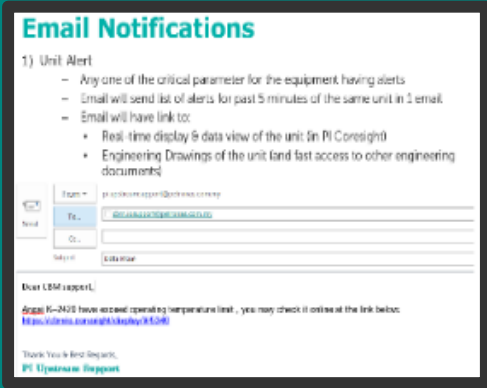 Email Notifications
1) Unit Alert
– Any one of the critical parameter for the equipment having alerts
– Email will send list of alerts for past 5 minutes of the same unit in 1 email
– Email will have link to:
• Real-time display & data view of the unit (in PI Coresight)
• Engineering Drawings of the unit (and fast access to other engineering
documents)
Send
From
To...
Cc...
Subject
Dear CBM support,
Angsi K-2420 have exceed operating temperature limit , you may check it online at the link below:
Thank You & Best Regards,
PI Upstream Support